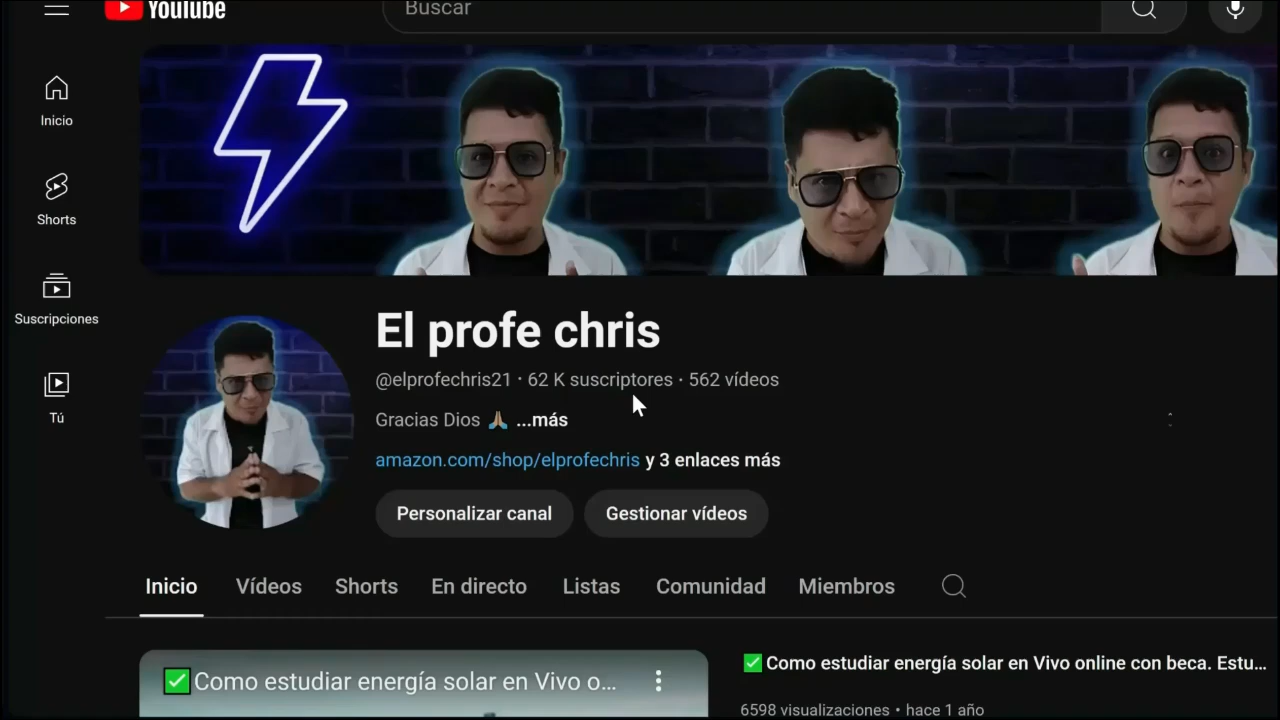 YouTube
Buscar
Inicio
Shorts
Suscripciones
Tú
El profe chris
@elprofechris21 · 62 K suscriptores · 562 vídeos
Gracias Dios 🙏🏽 ...más
amazon.com/shop/elprofechris y 3 enlaces más
Personalizar canal Gestionar vídeos
Inicio Vídeos Shorts En directo Listas Comunidad Miembros
✅ Como estudiar energía solar en Vivo o...
✅ Como estudiar energía solar en Vivo online con beca. Estu...
6598 visualizaciones • hace 1 año